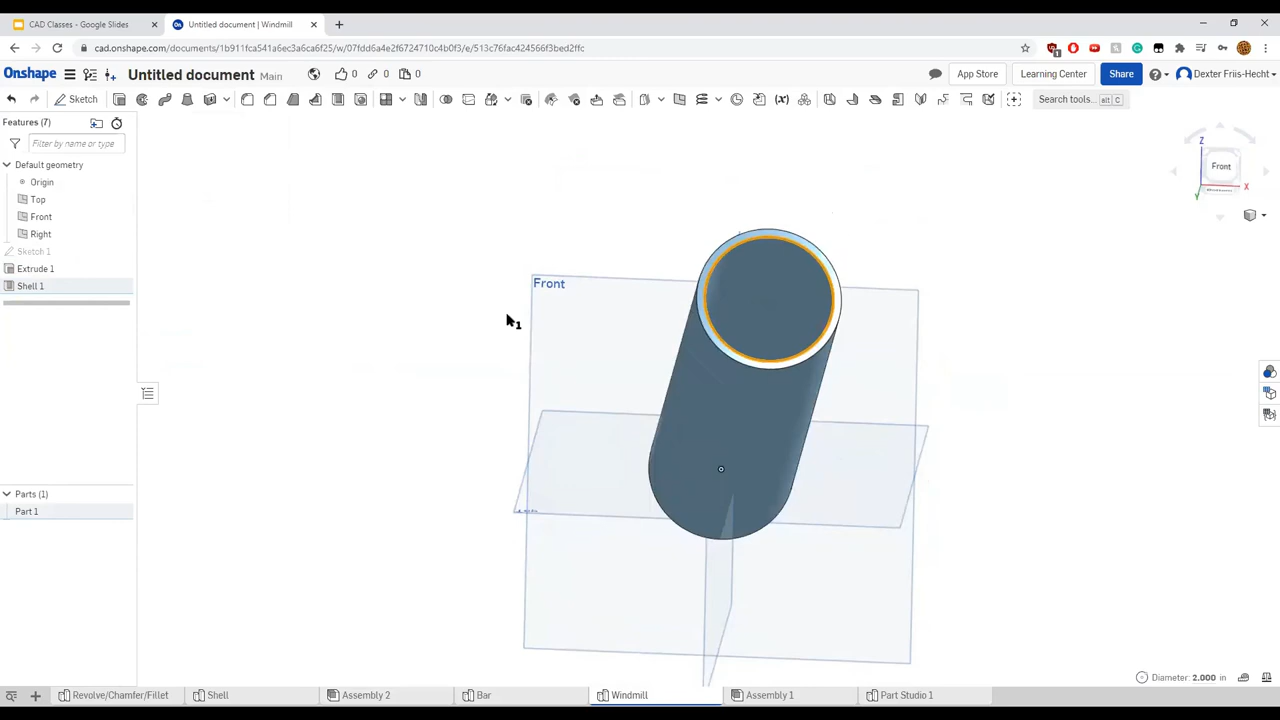 CAD Classes - Google Slides
Untitled document | Windmill
cad.onshape.com/documents/1b911fca541a6ec3a6ca6f25/w/07fdd6a4e2f6724710c4b0f3/e/513c76fac424566f3bed2ffc
Onshape
Untitled document Main
0
0
0
App Store
Learning Center
Share
Dexter Friis-Hecht
Sketch
Search tools... alt C
Features (7)
Filter by name or type
Default geometry
Origin
Top
Front
Right
Sketch 1
Extrude 1
Shell 1
Parts (1)
Part 1
Front
Front
Z
X
Y
1
Diameter: 2.000 in
Revolve/Chamfer/Fillet
Shell
Assembly 2
Bar
Windmill
Assembly 1
Part Studio 1